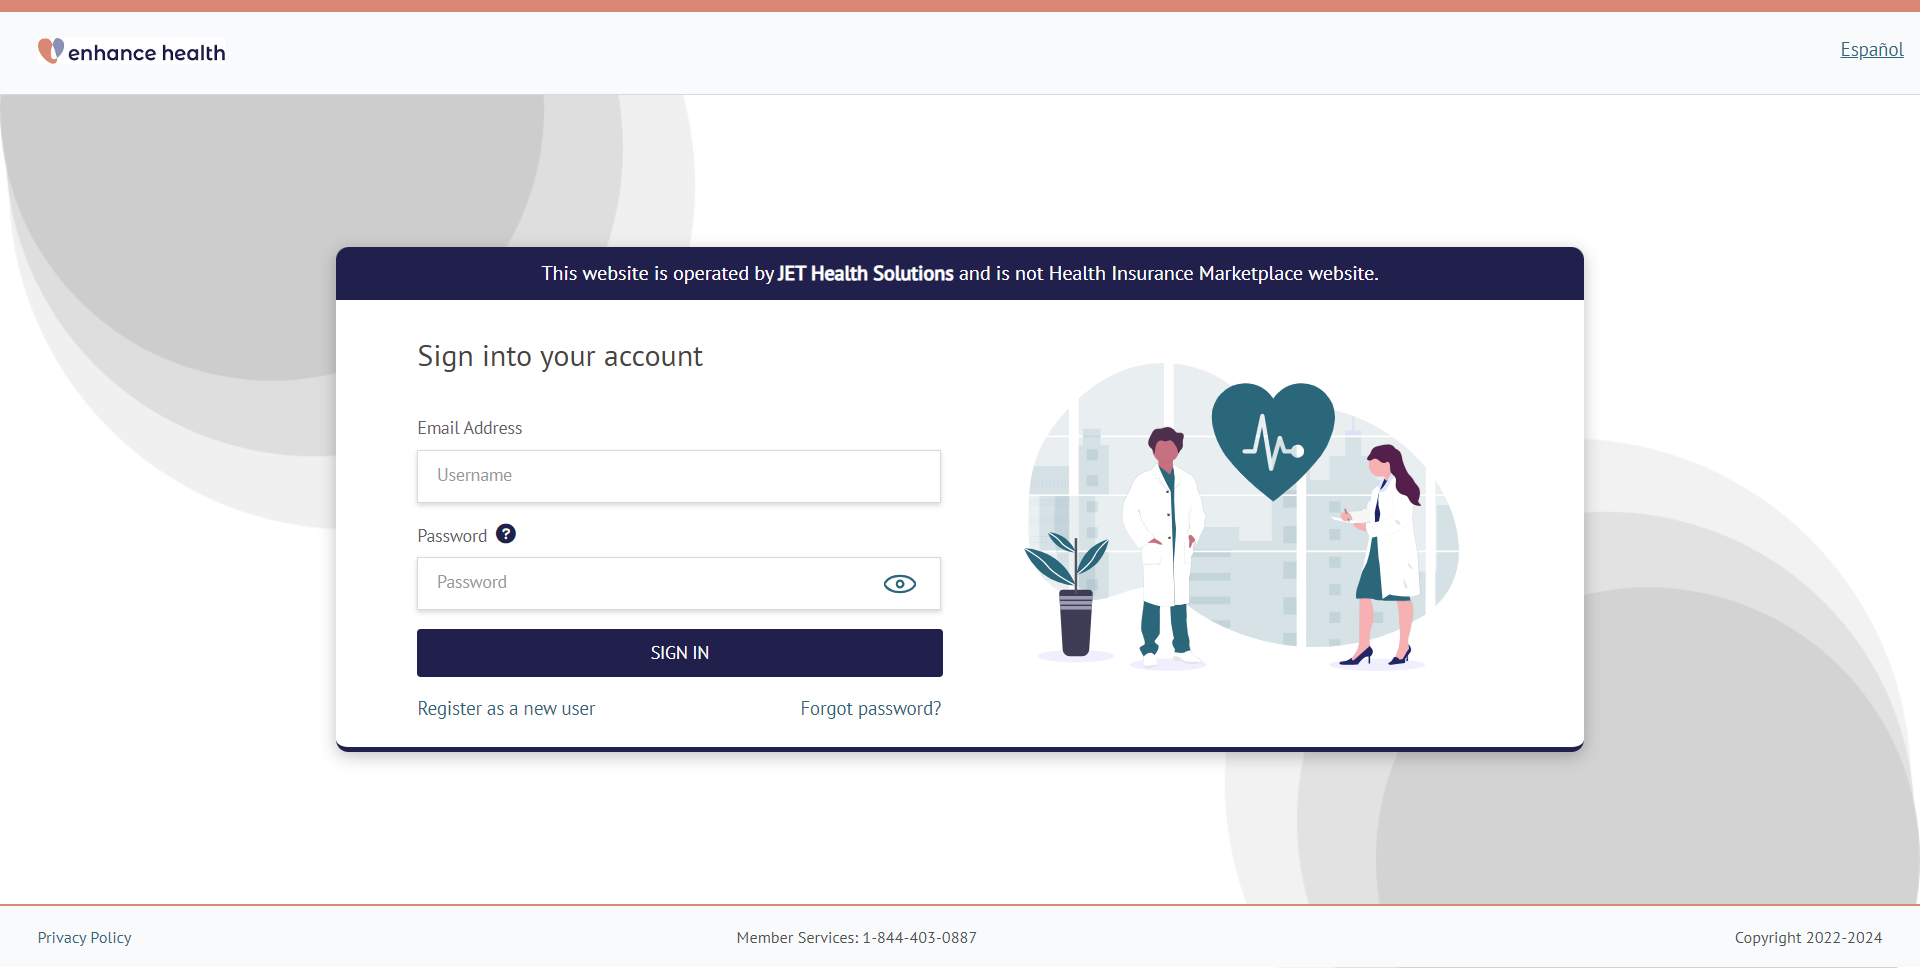 enhance health
Español
This website is operated by JET Health Solutions and is not Health Insurance Marketplace website.
Sign into your account
Email Address
Username
Password ?
Password
SIGN IN
Register as a new user
Forgot password?
Privacy Policy
Member Services: 1-844-403-0887
Copyright 2022-2024